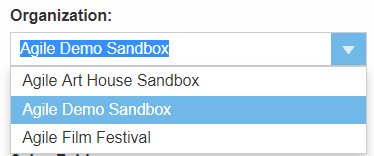 Organization:
Agile Demo Sandbox
Agile Art House Sandbox
Agile Demo Sandbox
Agile Film Festival